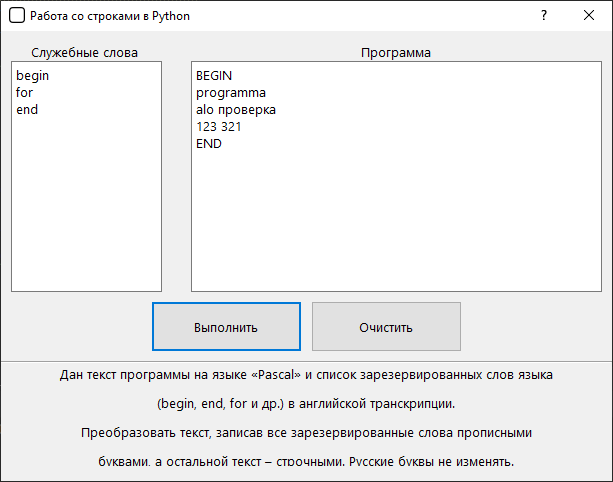 Работа со строками в Python
?
Служебные слова
Программа
begin
for
end
BEGIN
programma
alo проверка
123 321
END
Выполнить
Очистить
Дан текст программы на языке «Pascal» и список зарезервированных слов языка
(begin, end, for и др.) в английской транскрипции.
Преобразовать текст, записав все зарезервированные слова прописными
буквами, а остальной текст – строчными. Русские буквы не изменять.